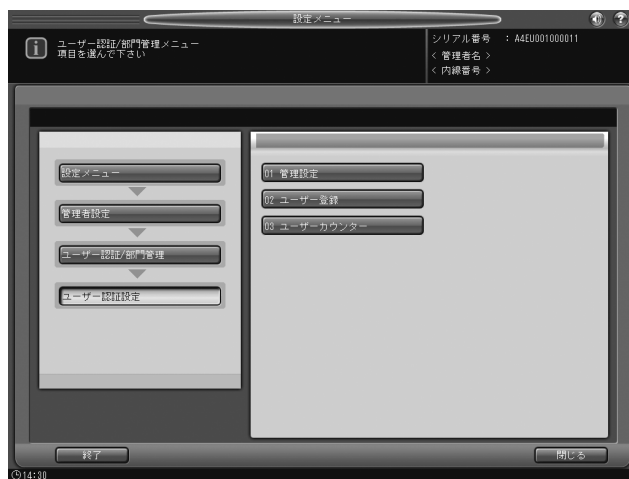 設定メニュー
ユーザー認証/部門管理メニュー
項目を選んで下さい
シリアル番号 : A4EU001000011
< 管理者名 >
< 内線番号 >
設定メニュー
管理者設定
ユーザー認証/部門管理
ユーザー認証設定
01 管理設定
02 ユーザー登録
03 ユーザーカウンター
終了
閉じる
14:30